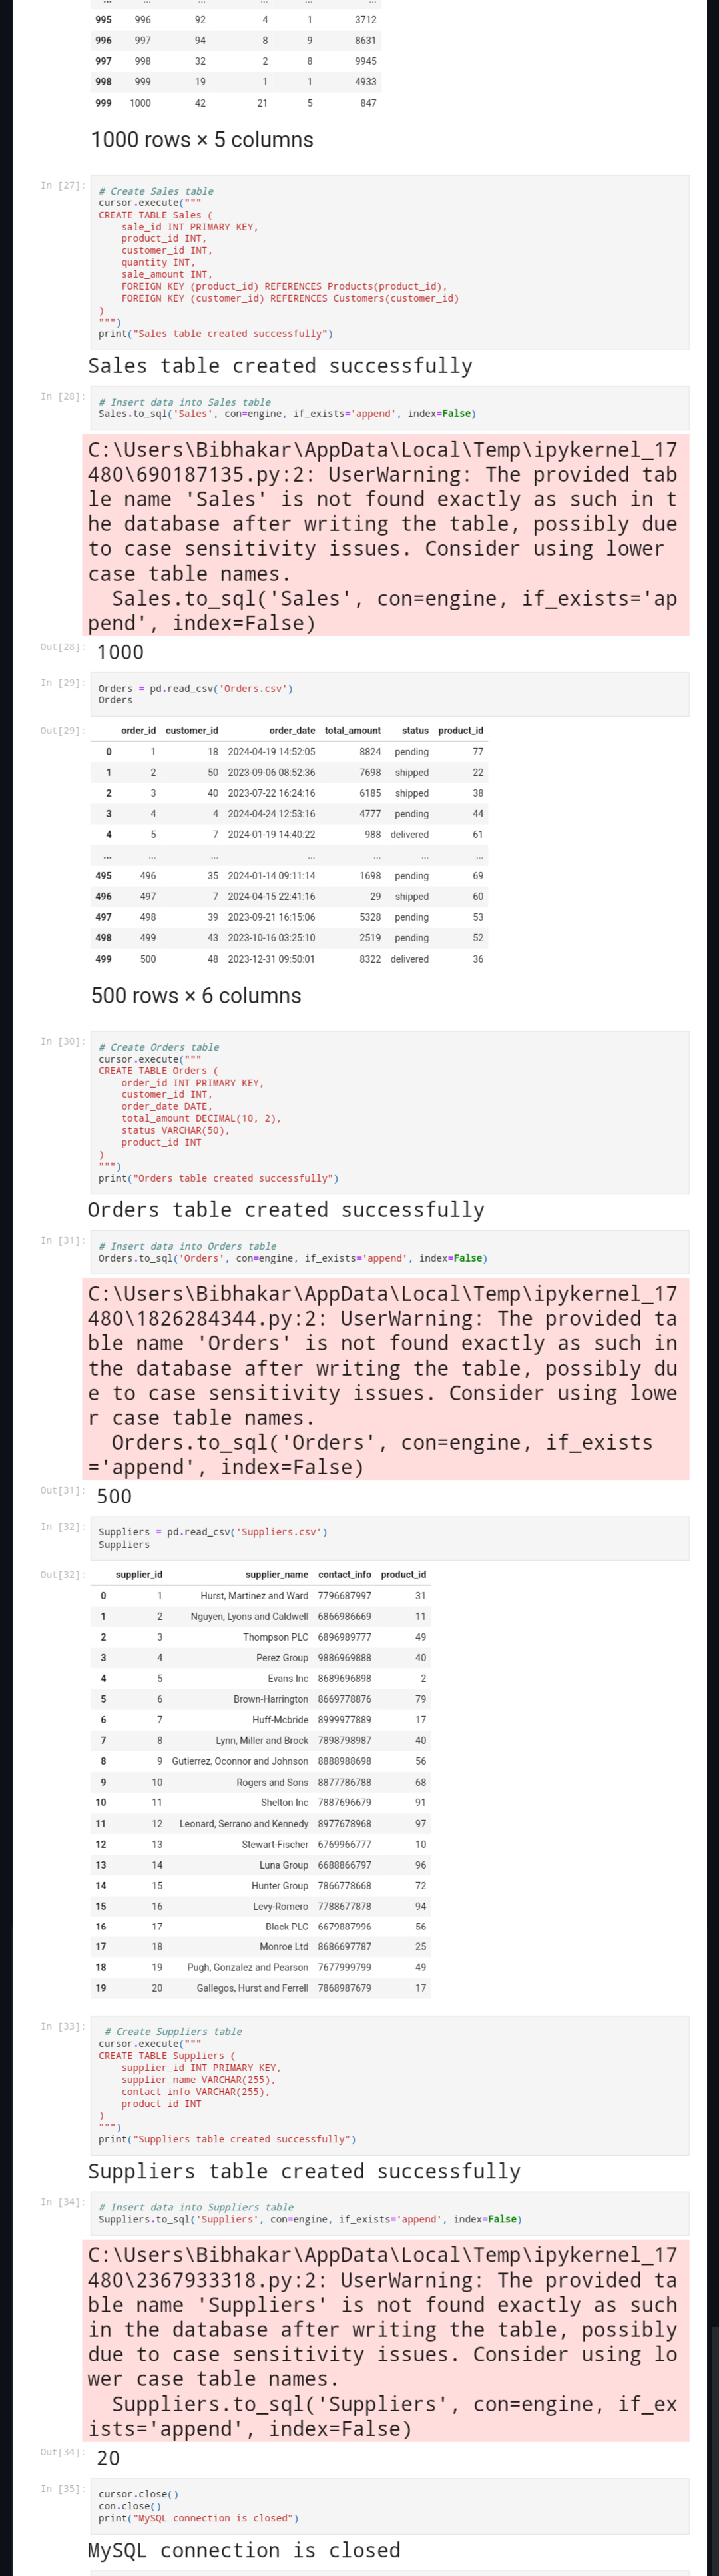 ... ... ... ... ... ...
995 996 92 4 1 3712
996 997 94 8 9 8631
997 998 32 2 8 9945
998 999 19 1 1 4933
999 1000 42 21 5 847
1000 rows × 5 columns
In [27]:
# Create Sales table
cursor.execute("""
CREATE TABLE Sales (
    sale_id INT PRIMARY KEY,
    product_id INT,
    customer_id INT,
    quantity INT,
    sale_amount INT,
    FOREIGN KEY (product_id) REFERENCES Products(product_id),
    FOREIGN KEY (customer_id) REFERENCES Customers(customer_id)
)
""")
print("Sales table created successfully")
Sales table created successfully
In [28]:
# Insert data into Sales table
Sales.to_sql('Sales', con=engine, if_exists='append', index=False)
C:\Users\Bibhakar\AppData\Local\Temp\ipykernel_17
480\690187135.py:2: UserWarning: The provided tab
le name 'Sales' is not found exactly as such in t
he database after writing the table, possibly due
to case sensitivity issues. Consider using lower
case table names.
  Sales.to_sql('Sales', con=engine, if_exists='ap
pend', index=False)
Out[28]: 1000
In [29]:
Orders = pd.read_csv('Orders.csv')
Orders
Out[29]:
order_id customer_id order_date total_amount status product_id
0 1 18 2024-04-19 14:52:05 8824 pending 77
1 2 50 2023-09-06 08:52:36 7698 shipped 22
2 3 40 2023-07-22 16:24:16 6185 shipped 38
3 4 4 2024-04-24 12:53:16 4777 pending 44
4 5 7 2024-01-19 14:40:22 988 delivered 61
... ... ... ... ... ... ...
495 496 35 2024-01-14 09:11:14 1698 pending 69
496 497 7 2024-04-15 22:41:16 29 shipped 60
497 498 39 2023-09-21 16:15:06 5328 pending 53
498 499 43 2023-10-16 03:25:10 2519 pending 52
499 500 48 2023-12-31 09:50:01 8322 delivered 36
500 rows × 6 columns
In [30]:
# Create Orders table
cursor.execute("""
CREATE TABLE Orders (
    order_id INT PRIMARY KEY,
    customer_id INT,
    order_date DATE,
    total_amount DECIMAL(10, 2),
    status VARCHAR(50),
    product_id INT
)
""")
print("Orders table created successfully")
Orders table created successfully
In [31]:
# Insert data into Orders table
Orders.to_sql('Orders', con=engine, if_exists='append', index=False)
C:\Users\Bibhakar\AppData\Local\Temp\ipykernel_17
480\1826284344.py:2: UserWarning: The provided ta
ble name 'Orders' is not found exactly as such in
the database after writing the table, possibly du
e to case sensitivity issues. Consider using lowe
r case table names.
  Orders.to_sql('Orders', con=engine, if_exists
='append', index=False)
Out[31]: 500
In [32]:
Suppliers = pd.read_csv('Suppliers.csv')
Suppliers
Out[32]:
supplier_id supplier_name contact_info product_id
0 1 Hurst, Martinez and Ward 7796687997 31
1 2 Nguyen, Lyons and Caldwell 6866986669 11
2 3 Thompson PLC 6896989777 49
3 4 Perez Group 9886969888 40
4 5 Evans Inc 8689696898 2
5 6 Brown-Harrington 8669778876 79
6 7 Huff-Mcbride 8999977889 17
7 8 Lynn, Miller and Brock 7898798987 40
8 9 Gutierrez, Oconnor and Johnson 8888988698 56
9 10 Rogers and Sons 8877786788 68
10 11 Shelton Inc 7887696679 91
11 12 Leonard, Serrano and Kennedy 8977678968 97
12 13 Stewart-Fischer 6769966777 10
13 14 Luna Group 6688866797 96
14 15 Hunter Group 7866778668 72
15 16 Levy-Romero 7788677878 94
16 17 Black PLC 6679887996 56
17 18 Monroe Ltd 8686697787 25
18 19 Pugh, Gonzalez and Pearson 7677999799 49
19 20 Gallegos, Hurst and Ferrell 7868987679 17
In [33]:
# Create Suppliers table
cursor.execute("""
CREATE TABLE Suppliers (
    supplier_id INT PRIMARY KEY,
    supplier_name VARCHAR(255),
    contact_info VARCHAR(255),
    product_id INT
)
""")
print("Suppliers table created successfully")
Suppliers table created successfully
In [34]:
# Insert data into Suppliers table
Suppliers.to_sql('Suppliers', con=engine, if_exists='append', index=False)
C:\Users\Bibhakar\AppData\Local\Temp\ipykernel_17
480\2367933318.py:2: UserWarning: The provided ta
ble name 'Suppliers' is not found exactly as such
in the database after writing the table, possibly
due to case sensitivity issues. Consider using lo
wer case table names.
  Suppliers.to_sql('Suppliers', con=engine, if_ex
ists='append', index=False)
Out[34]: 20
In [35]:
cursor.close()
con.close()
print("MySQL connection is closed")
MySQL connection is closed